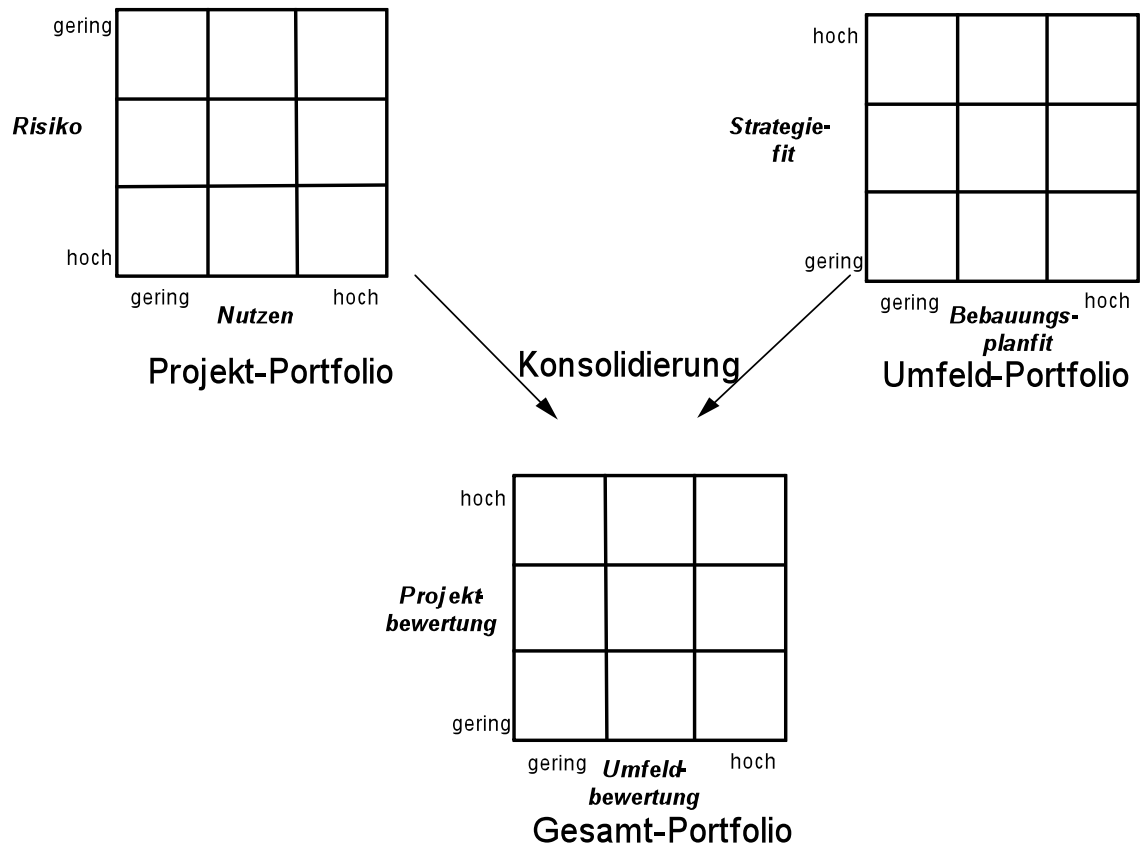 gering
Risiko
hoch
gering
hoch
Nutzen
Projekt-Portfolio
hoch
Strategie-
fit
gering
gering
hoch
Bebauungs-
planfit
Umfeld-Portfolio
Konsolidierung
hoch
Projekt-
bewertung
gering
gering
hoch
Umfeld-
bewertung
Gesamt-Portfolio